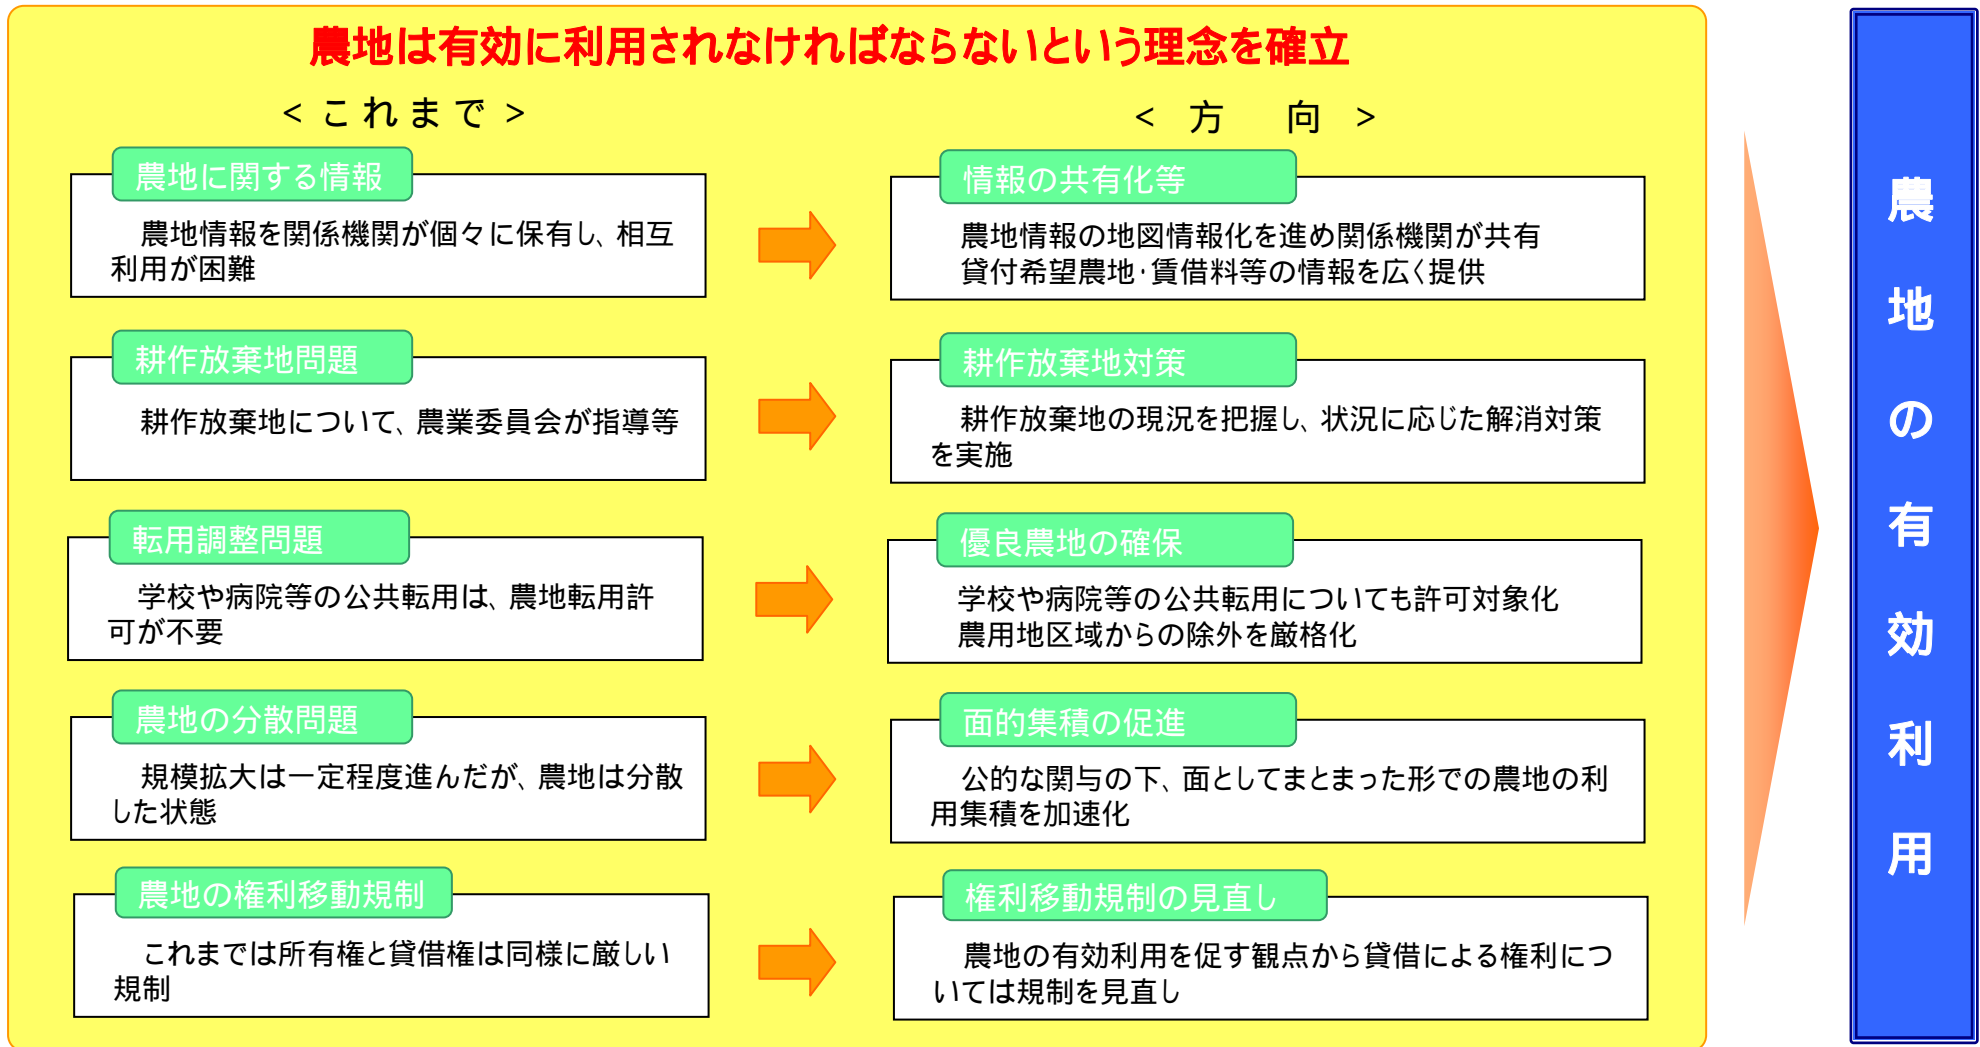 農地は有効に利用されなければならないという理念を確立
< これまで >
< 方　向 >
農地に関する情報
農地情報を関係機関が個々に保有し、相互
利用が困難
情報の共有化等
農地情報の地図情報化を進め関係機関が共有
貸付希望農地・賃借料等の情報を広く提供
耕作放棄地問題
耕作放棄地について、農業委員会が指導等
耕作放棄地対策
耕作放棄地の現況を把握し、状況に応じた解消対策
を実施
転用調整問題
学校や病院等の公共転用は、農地転用許
可が不要
優良農地の確保
学校や病院等の公共転用についても許可対象化
農用地区域からの除外を厳格化
農地の分散問題
規模拡大は一定程度進んだが、農地は分散
した状態
面的集積の促進
公的な関与の下、面としてまとまった形での農地の利
用集積を加速化
農地の権利移動規制
これまでは所有権と貸借権は同様に厳しい
規制
権利移動規制の見直し
農地の有効利用を促す観点から貸借による権利につ
いては規制を見直し
農地の有効利用